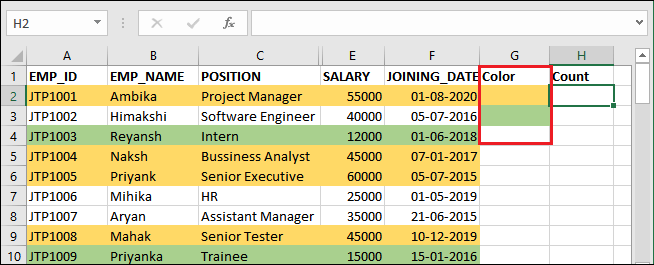 H2 fx
A B C E F G H
1 EMP_ID EMP_NAME POSITION SALARY JOINING_DATE Color Count
2 JTP1001 Ambika Project Manager 55000 01-08-2020
3 JTP1002 Himakshi Software Engineer 40000 05-07-2016
4 JTP1003 Reyansh Intern 12000 01-06-2018
5 JTP1004 Naksh Bussiness Analyst 45000 07-01-2017
6 JTP1005 Priyank Senior Executive 60000 05-07-2015
7 JTP1006 Mihika HR 25000 01-05-2019
8 JTP1007 Aryan Assistant Manager 35000 21-06-2015
9 JTP1008 Mahak Senior Tester 45000 10-12-2019
10 JTP1009 Priyanka Trainee 15000 15-01-2016